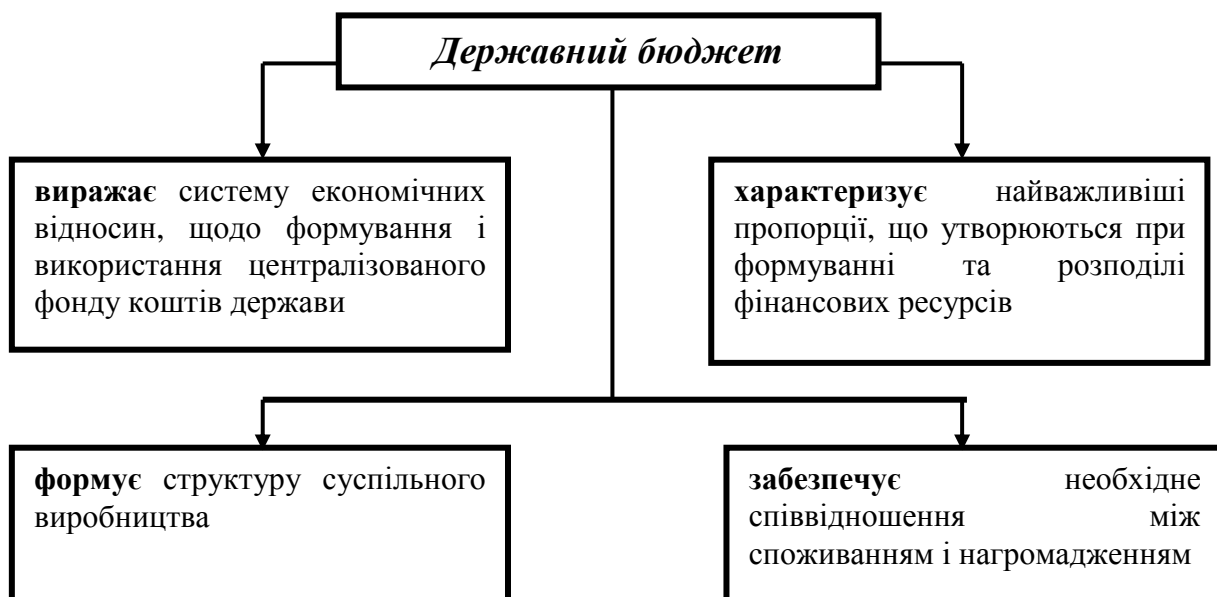 Державний бюджет
виражає систему економічних
відносин, щодо формування і
використання централізованого
фонду коштів держави
характеризує найважливіші
пропорції, що утворюються при
формуванні та розподілі
фінансових ресурсів
формує структуру суспільного
виробництва
забезпечує необхідне
співвідношення між
споживанням і нагромадженням